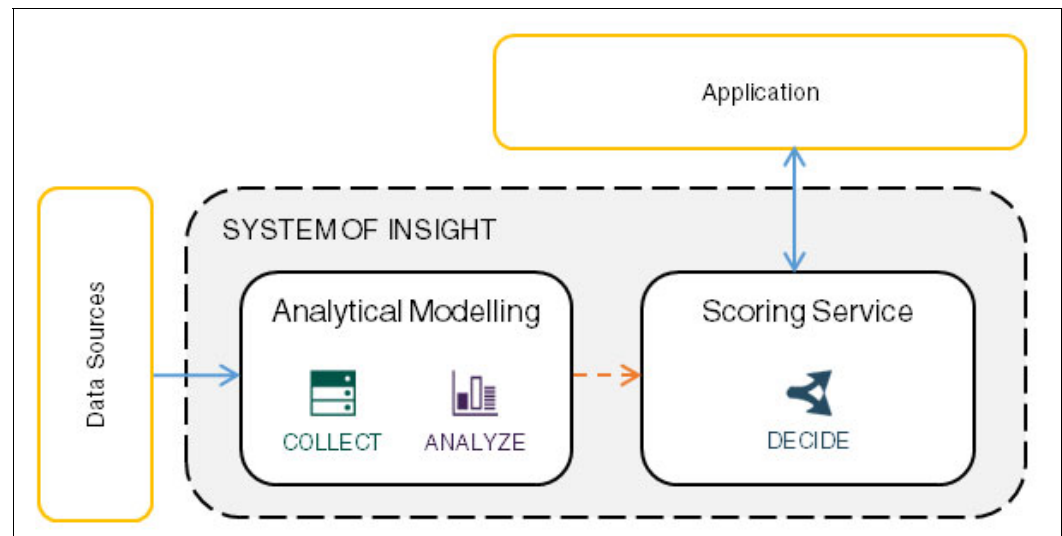 Application
SYSTEM OF INSIGHT
Data Sources
Analytical Modelling
Scoring Service
COLLECT
ANALYZE
DECIDE